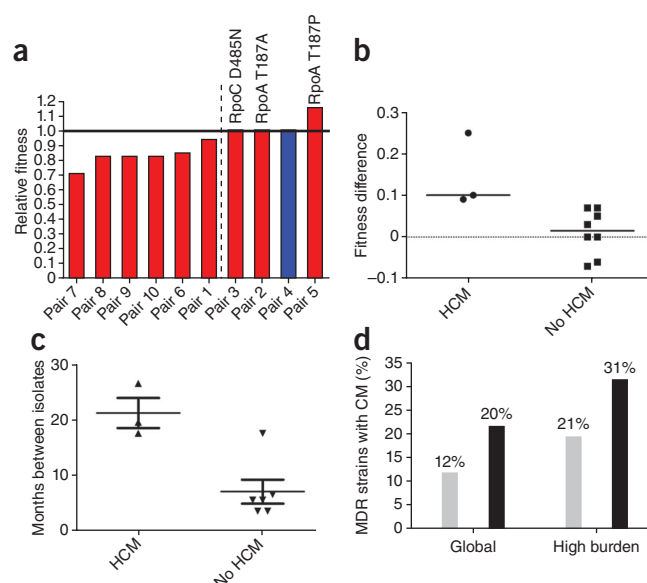 a
RpoC D485N
RpoA T187A
RpoA T187P
Relative fitness
1.2
1.1
1.0
0.9
0.8
0.7
0.6
0.5
0.4
0.3
0.2
0.1
0
Pair 7
Pair 8
Pair 9
Pair 10
Pair 6
Pair 1
Pair 3
Pair 2
Pair 4
Pair 5
b
Fitness difference
0.3
0.2
0.1
0
–0.1
HCM
No HCM
c
Months between isolates
30
20
10
0
HCM
No HCM
d
MDR strains with CM (%)
35
30
25
20
15
10
5
0
12%
20%
21%
31%
Global
High burden